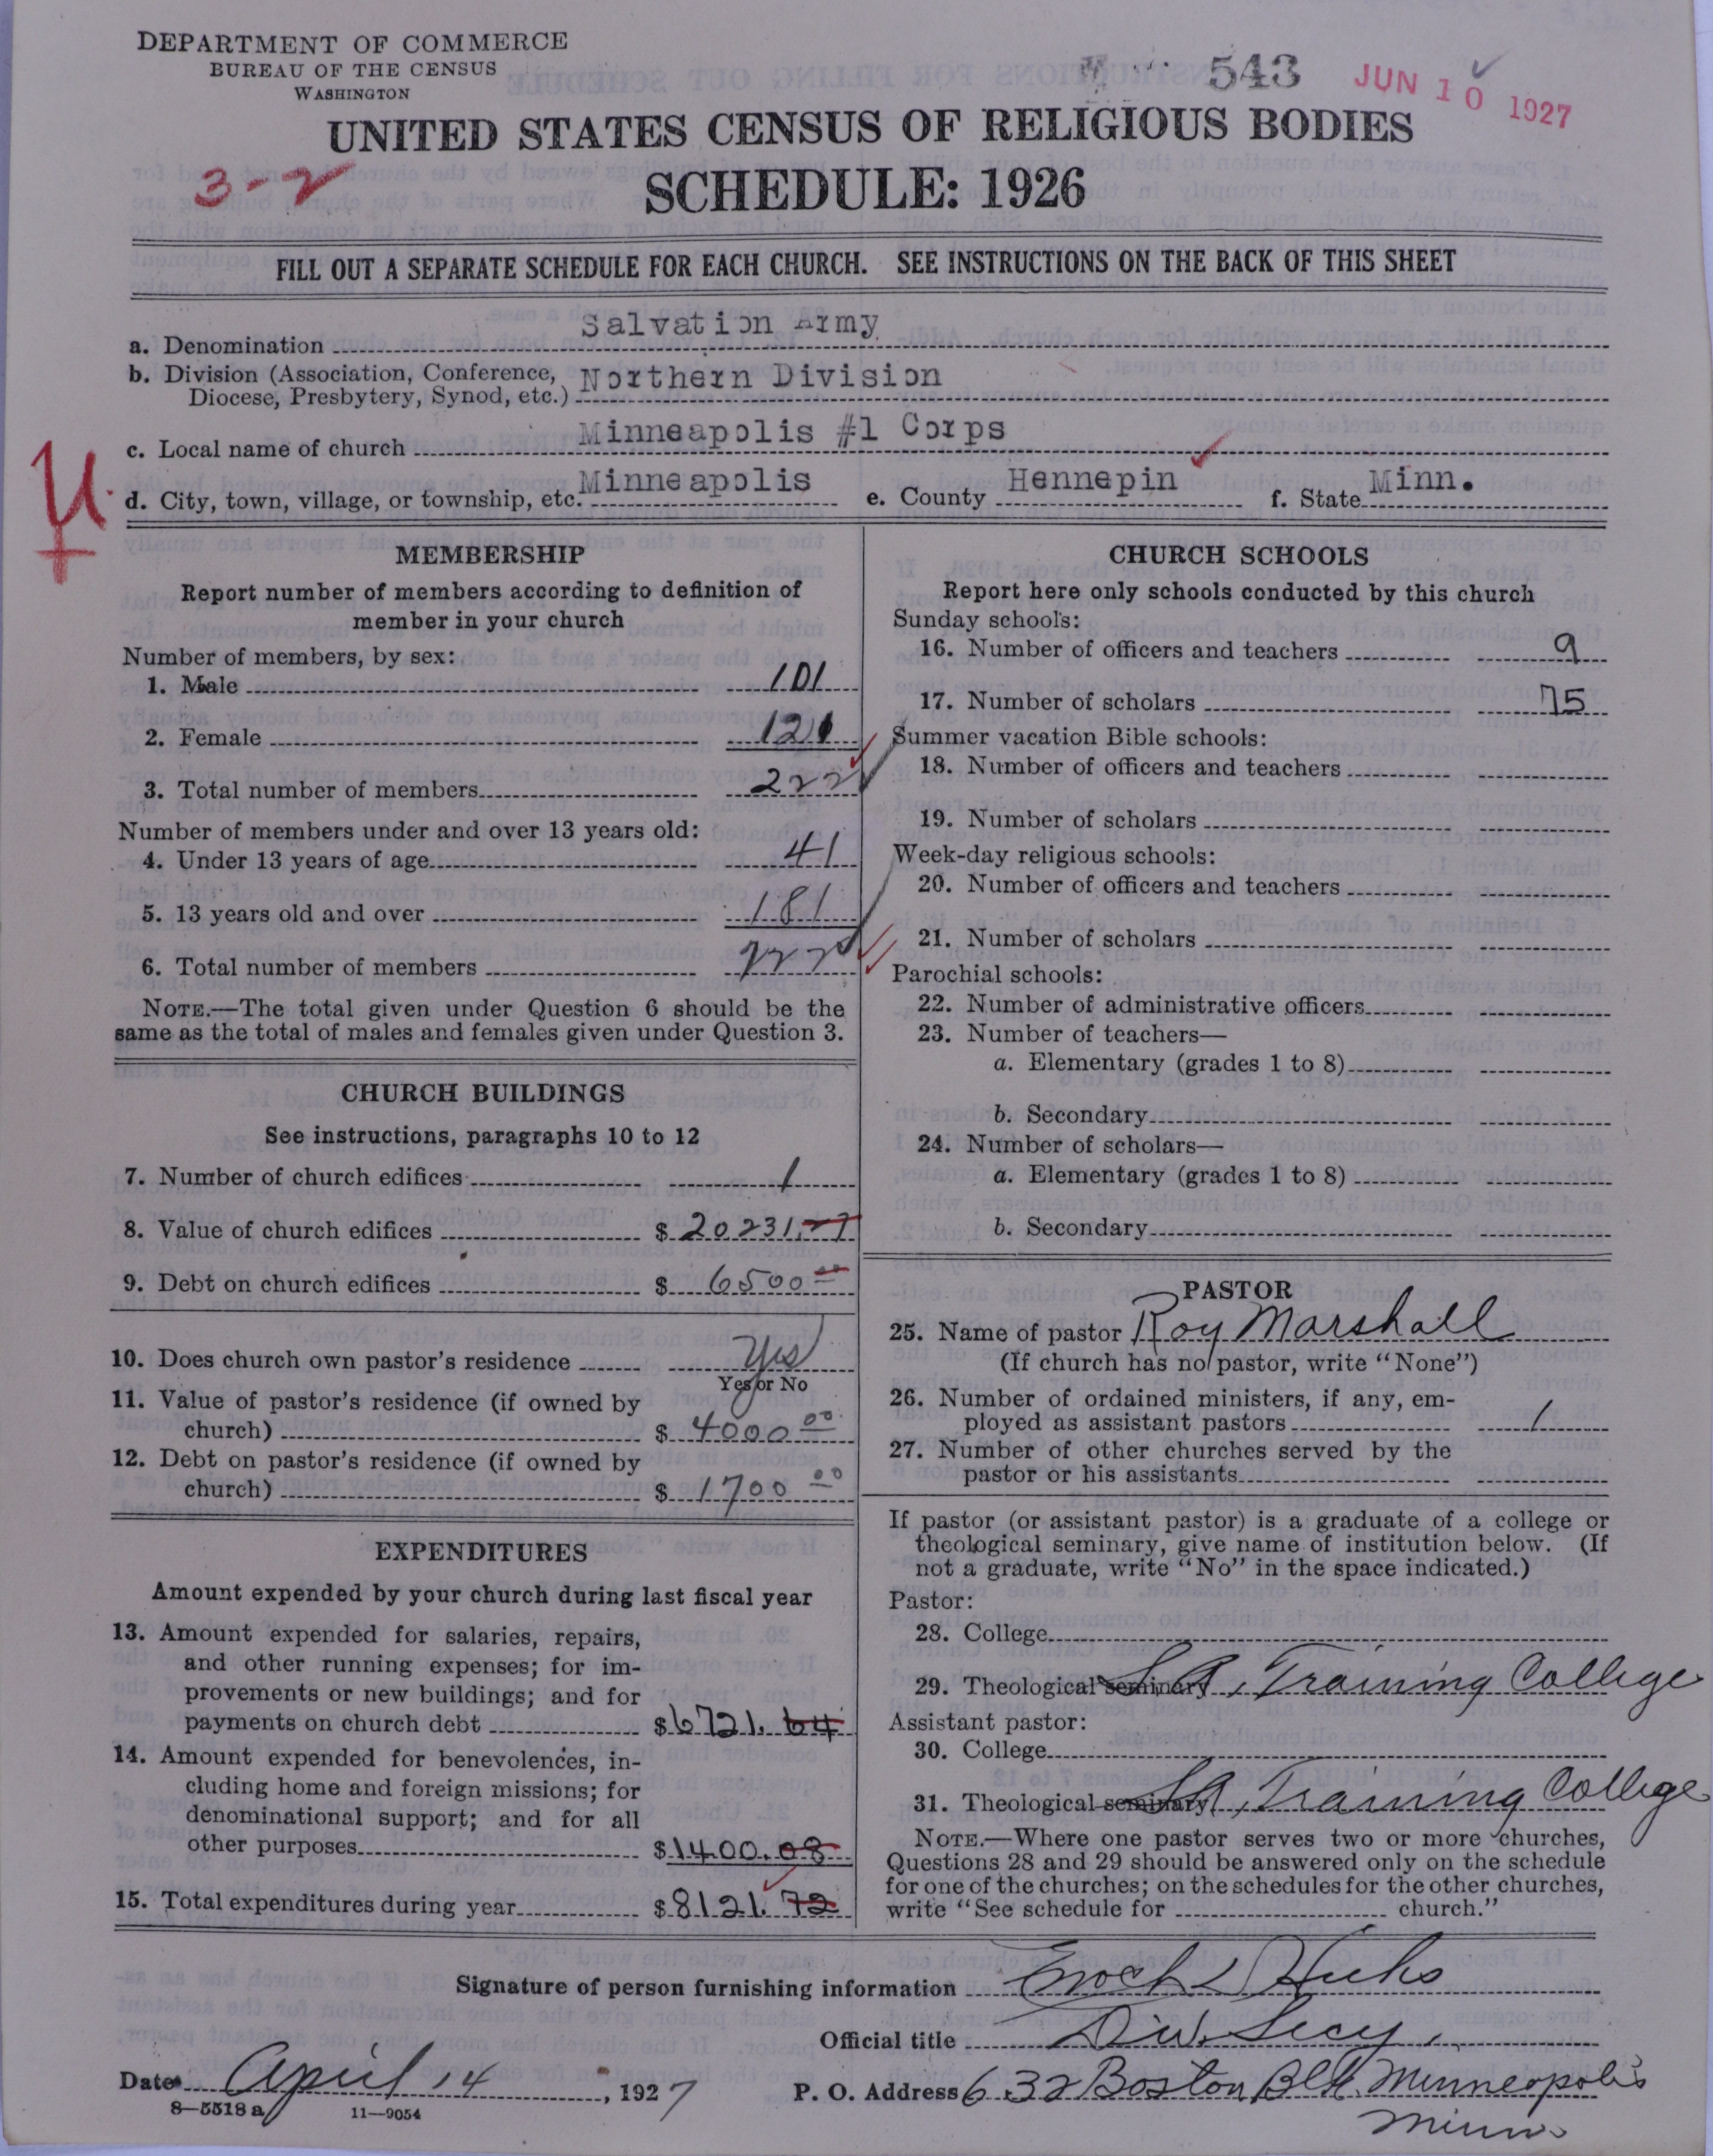 DEPARTMENT OF COMMERCE
BUREAU OF THE CENSUS
WASHINGTON
543
JUN 10 1927
UNITED STATES CENSUS OF RELIGIOUS BODIES
3-2
SCHEDULE: 1926
FILL OUT A SEPARATE SCHEDULE FOR EACH CHURCH. SEE INSTRUCTIONS ON THE BACK OF THIS SHEET
a. Denomination Salvation Army
b. Division (Association, Conference, Northern Division
Diocese, Presbytery, Synod, etc.)
c. Local name of church Minneapolis #1 Corps
U
d. City, town, village, or township, etc. Minneapolis e. County Hennepin f. State Minn.
MEMBERSHIP
Report number of members according to definition of
member in your church
Number of members, by sex:
1. Male 101
2. Female 121
3. Total number of members 222
Number of members under and over 13 years old:
4. Under 13 years of age 41
5. 13 years old and over 181
6. Total number of members 222
NOTE.—The total given under Question 6 should be the
same as the total of males and females given under Question 3.
CHURCH BUILDINGS
See instructions, paragraphs 10 to 12
7. Number of church edifices 1
8. Value of church edifices $ 20231.27
9. Debt on church edifices $ 6500 00
10. Does church own pastor's residence Yes
Yes or No
11. Value of pastor's residence (if owned by
church) $ 4000 00
12. Debt on pastor's residence (if owned by
church) $ 1700 00
EXPENDITURES
Amount expended by your church during last fiscal year
13. Amount expended for salaries, repairs,
and other running expenses; for im-
provements or new buildings; and for
payments on church debt $ 6721.64
14. Amount expended for benevolences, in-
cluding home and foreign missions; for
denominational support; and for all
other purposes $ 1400.08
15. Total expenditures during year $ 8121.72
CHURCH SCHOOLS
Report here only schools conducted by this church
Sunday schools:
16. Number of officers and teachers 9
17. Number of scholars 75
Summer vacation Bible schools:
18. Number of officers and teachers
19. Number of scholars
Week-day religious schools:
20. Number of officers and teachers
21. Number of scholars
Parochial schools:
22. Number of administrative officers
23. Number of teachers—
a. Elementary (grades 1 to 8)
b. Secondary
24. Number of scholars—
a. Elementary (grades 1 to 8)
b. Secondary
PASTOR
25. Name of pastor Roy Marshall
(If church has no pastor, write "None")
26. Number of ordained ministers, if any, em-
ployed as assistant pastors 1
27. Number of other churches served by the
pastor or his assistants
If pastor (or assistant pastor) is a graduate of a college or
theological seminary, give name of institution below. (If
not a graduate, write "No" in the space indicated.)
Pastor:
28. College
29. Theological seminary S.A. Training College
Assistant pastor:
30. College
31. Theological seminary S.A. Training College
NOTE.—Where one pastor serves two or more churches,
Questions 28 and 29 should be answered only on the schedule
for one of the churches; on the schedules for the other churches,
write "See schedule for church."
Signature of person furnishing information Enoch L Hicks
Official title Div. Secy.
Date April 14, 1927 P. O. Address 632 Boston Blk. Minneapolis
Minn.
8—5518 a 11—9054